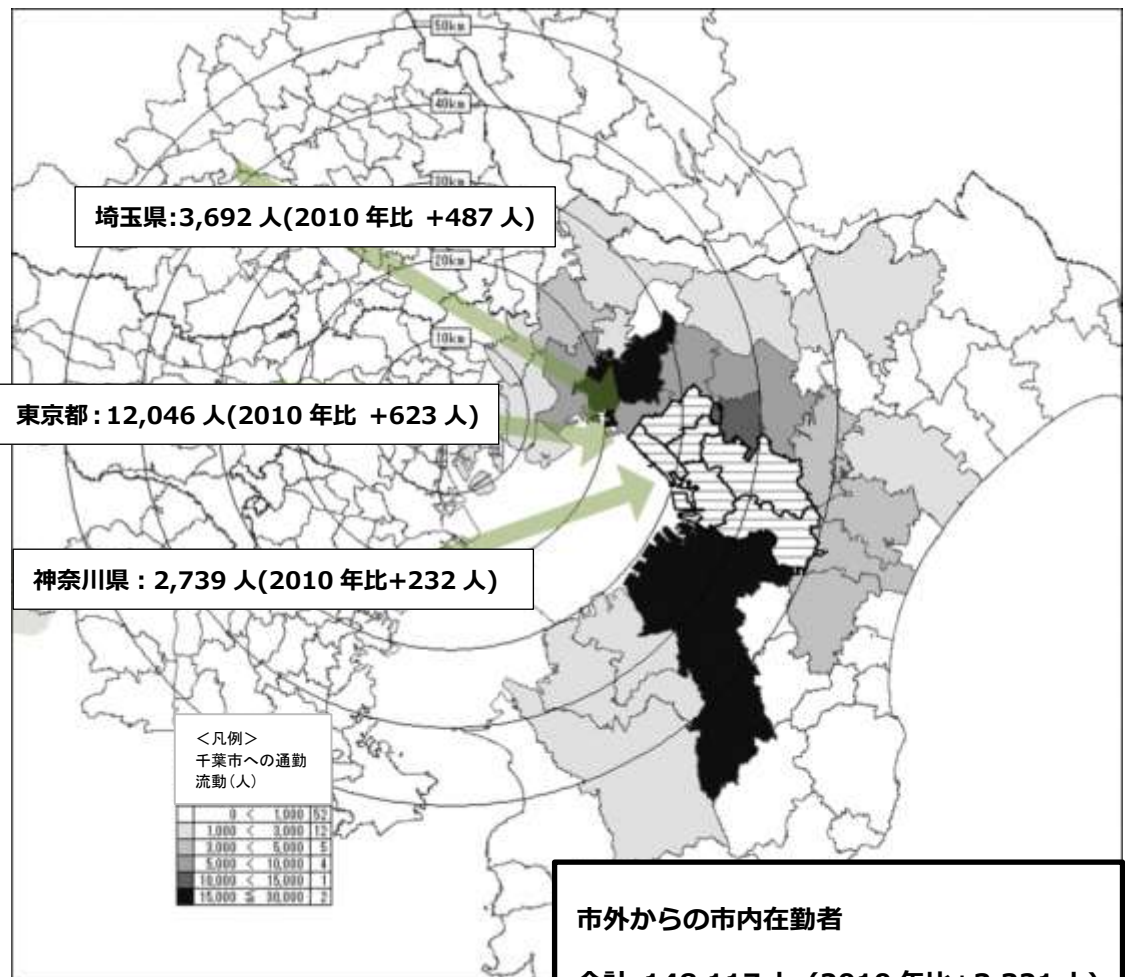 50km
40km
30km
埼玉県:3,692 人(2010 年比 +487 人)
20km
10km
東京都:12,046 人(2010 年比 +623 人)
神奈川県:2,739 人(2010 年比+232 人)
<凡例>
千葉市への通勤
流動(人)
0 < 1,000 52
1,000 < 3,000 12
3,000 < 5,000 5
5,000 < 10,000 4
10,000 < 15,000 1
15,000 ≦ 30,000 2
市外からの市内在勤者